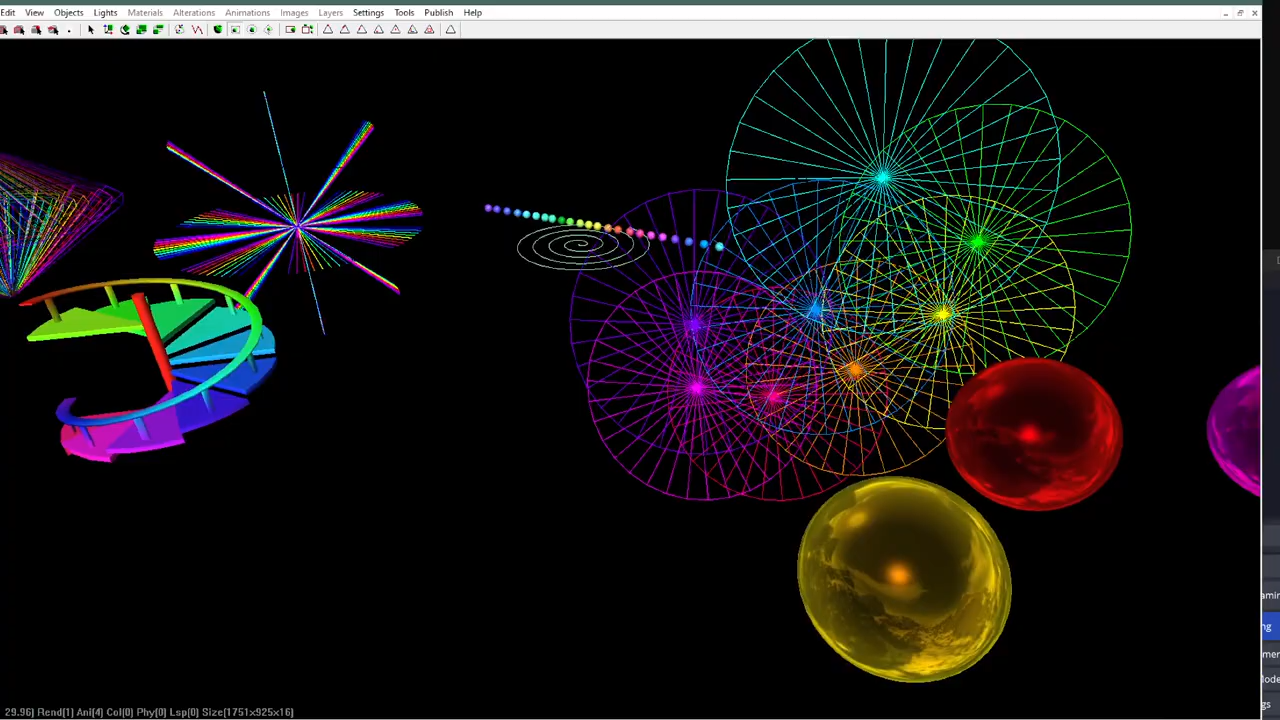 Edit View Objects Lights Materials Alterations Animations Images Layers Settings Tools Publish Help
29.96] Rend[1] Ani[4] Col[0] Phy[0] Lsp[0] Size[1751x925x16]